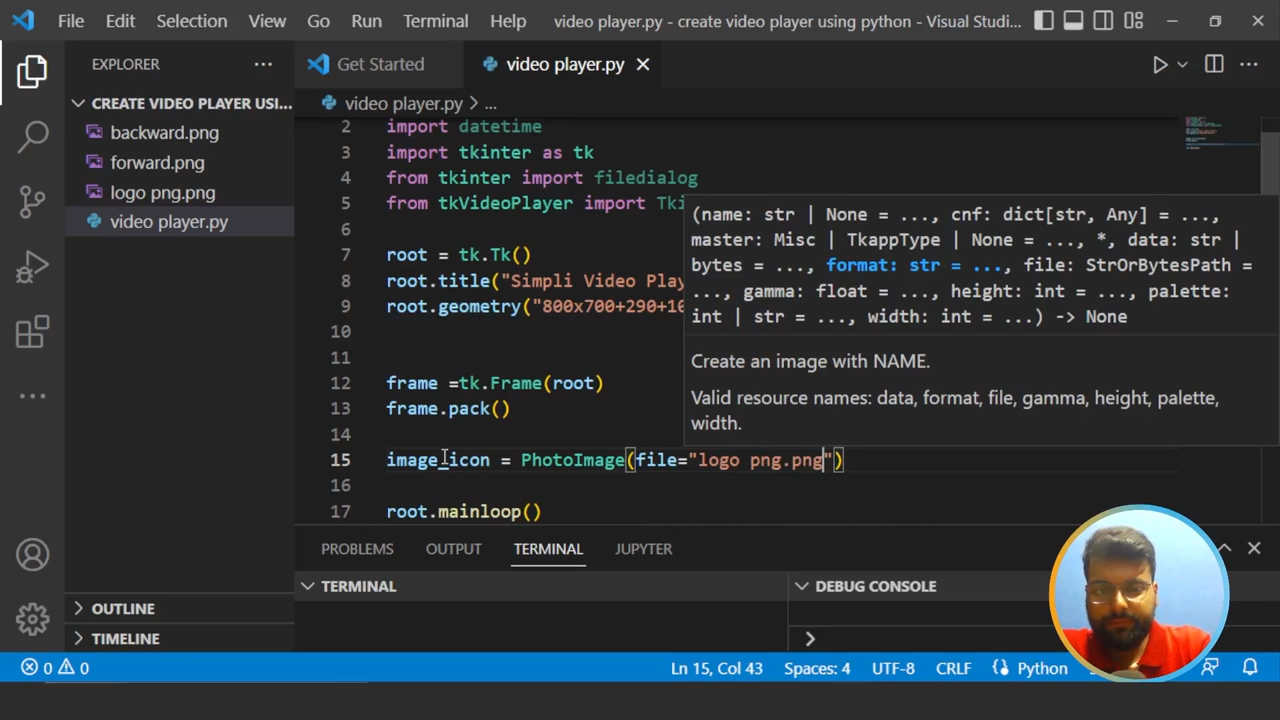 File Edit Selection View Go Run Terminal Help video player.py - create video player using python - Visual Studi...
EXPLORER
Get Started
video player.py
CREATE VIDEO PLAYER USI...
backward.png
forward.png
logo png.png
video player.py
video player.py > ...
2 import datetime
3 import tkinter as tk
4 from tkinter import filedialog
5 from tkVideoPlayer import Tki
6
7 root = tk.Tk()
8 root.title("Simpli Video Play
9 root.geometry("800x700+290+10
10
11
12 frame =tk.Frame(root)
13 frame.pack()
14
15 image_icon = PhotoImage(file="logo png.png")
16
17 root.mainloop()
(name: str | None = ..., cnf: dict[str, Any] = ...,
master: Misc | TkappType | None = ..., *, data: str |
bytes = ..., format: str = ..., file: StrOrBytesPath =
..., gamma: float = ..., height: int = ..., palette:
int | str = ..., width: int = ...) -> None
Create an image with NAME.
Valid resource names: data, format, file, gamma, height, palette,
width.
PROBLEMS OUTPUT TERMINAL JUPYTER
TERMINAL
DEBUG CONSOLE
OUTLINE
TIMELINE
0 0 Ln 15, Col 43 Spaces: 4 UTF-8 CRLF Python